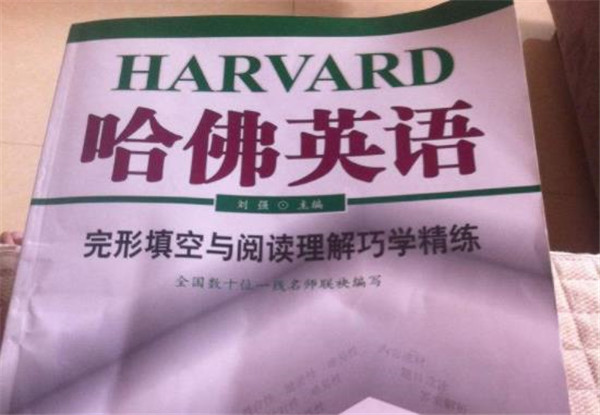 HARVARD
哈佛英语
刘强⊙主编
完形填空与阅读理解巧学精练
全国数十位一线名师联袂编写